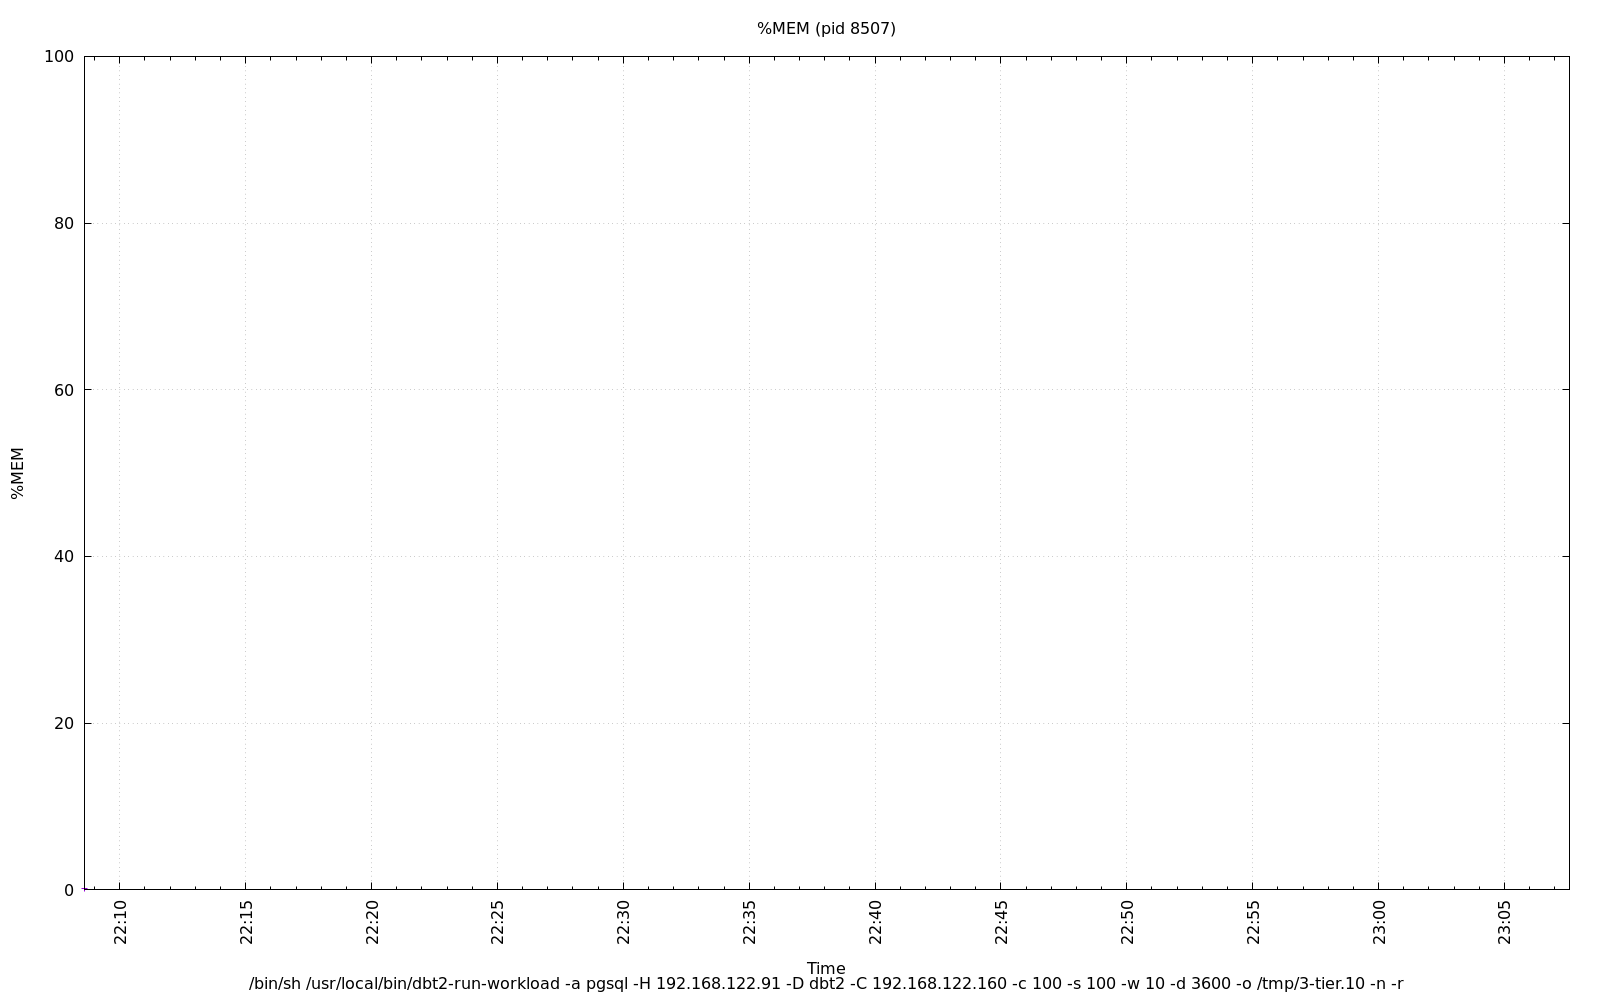 %MEM (pid 8507)
100
80
60
40
20
0
%MEM
22:10 22:15 22:20 22:25 22:30 22:35 22:40 22:45 22:50 22:55 23:00 23:05
Time
/bin/sh /usr/local/bin/dbt2-run-workload -a pgsql -H 192.168.122.91 -D dbt2 -C 192.168.122.160 -c 100 -s 100 -w 10 -d 3600 -o /tmp/3-tier.10 -n -r